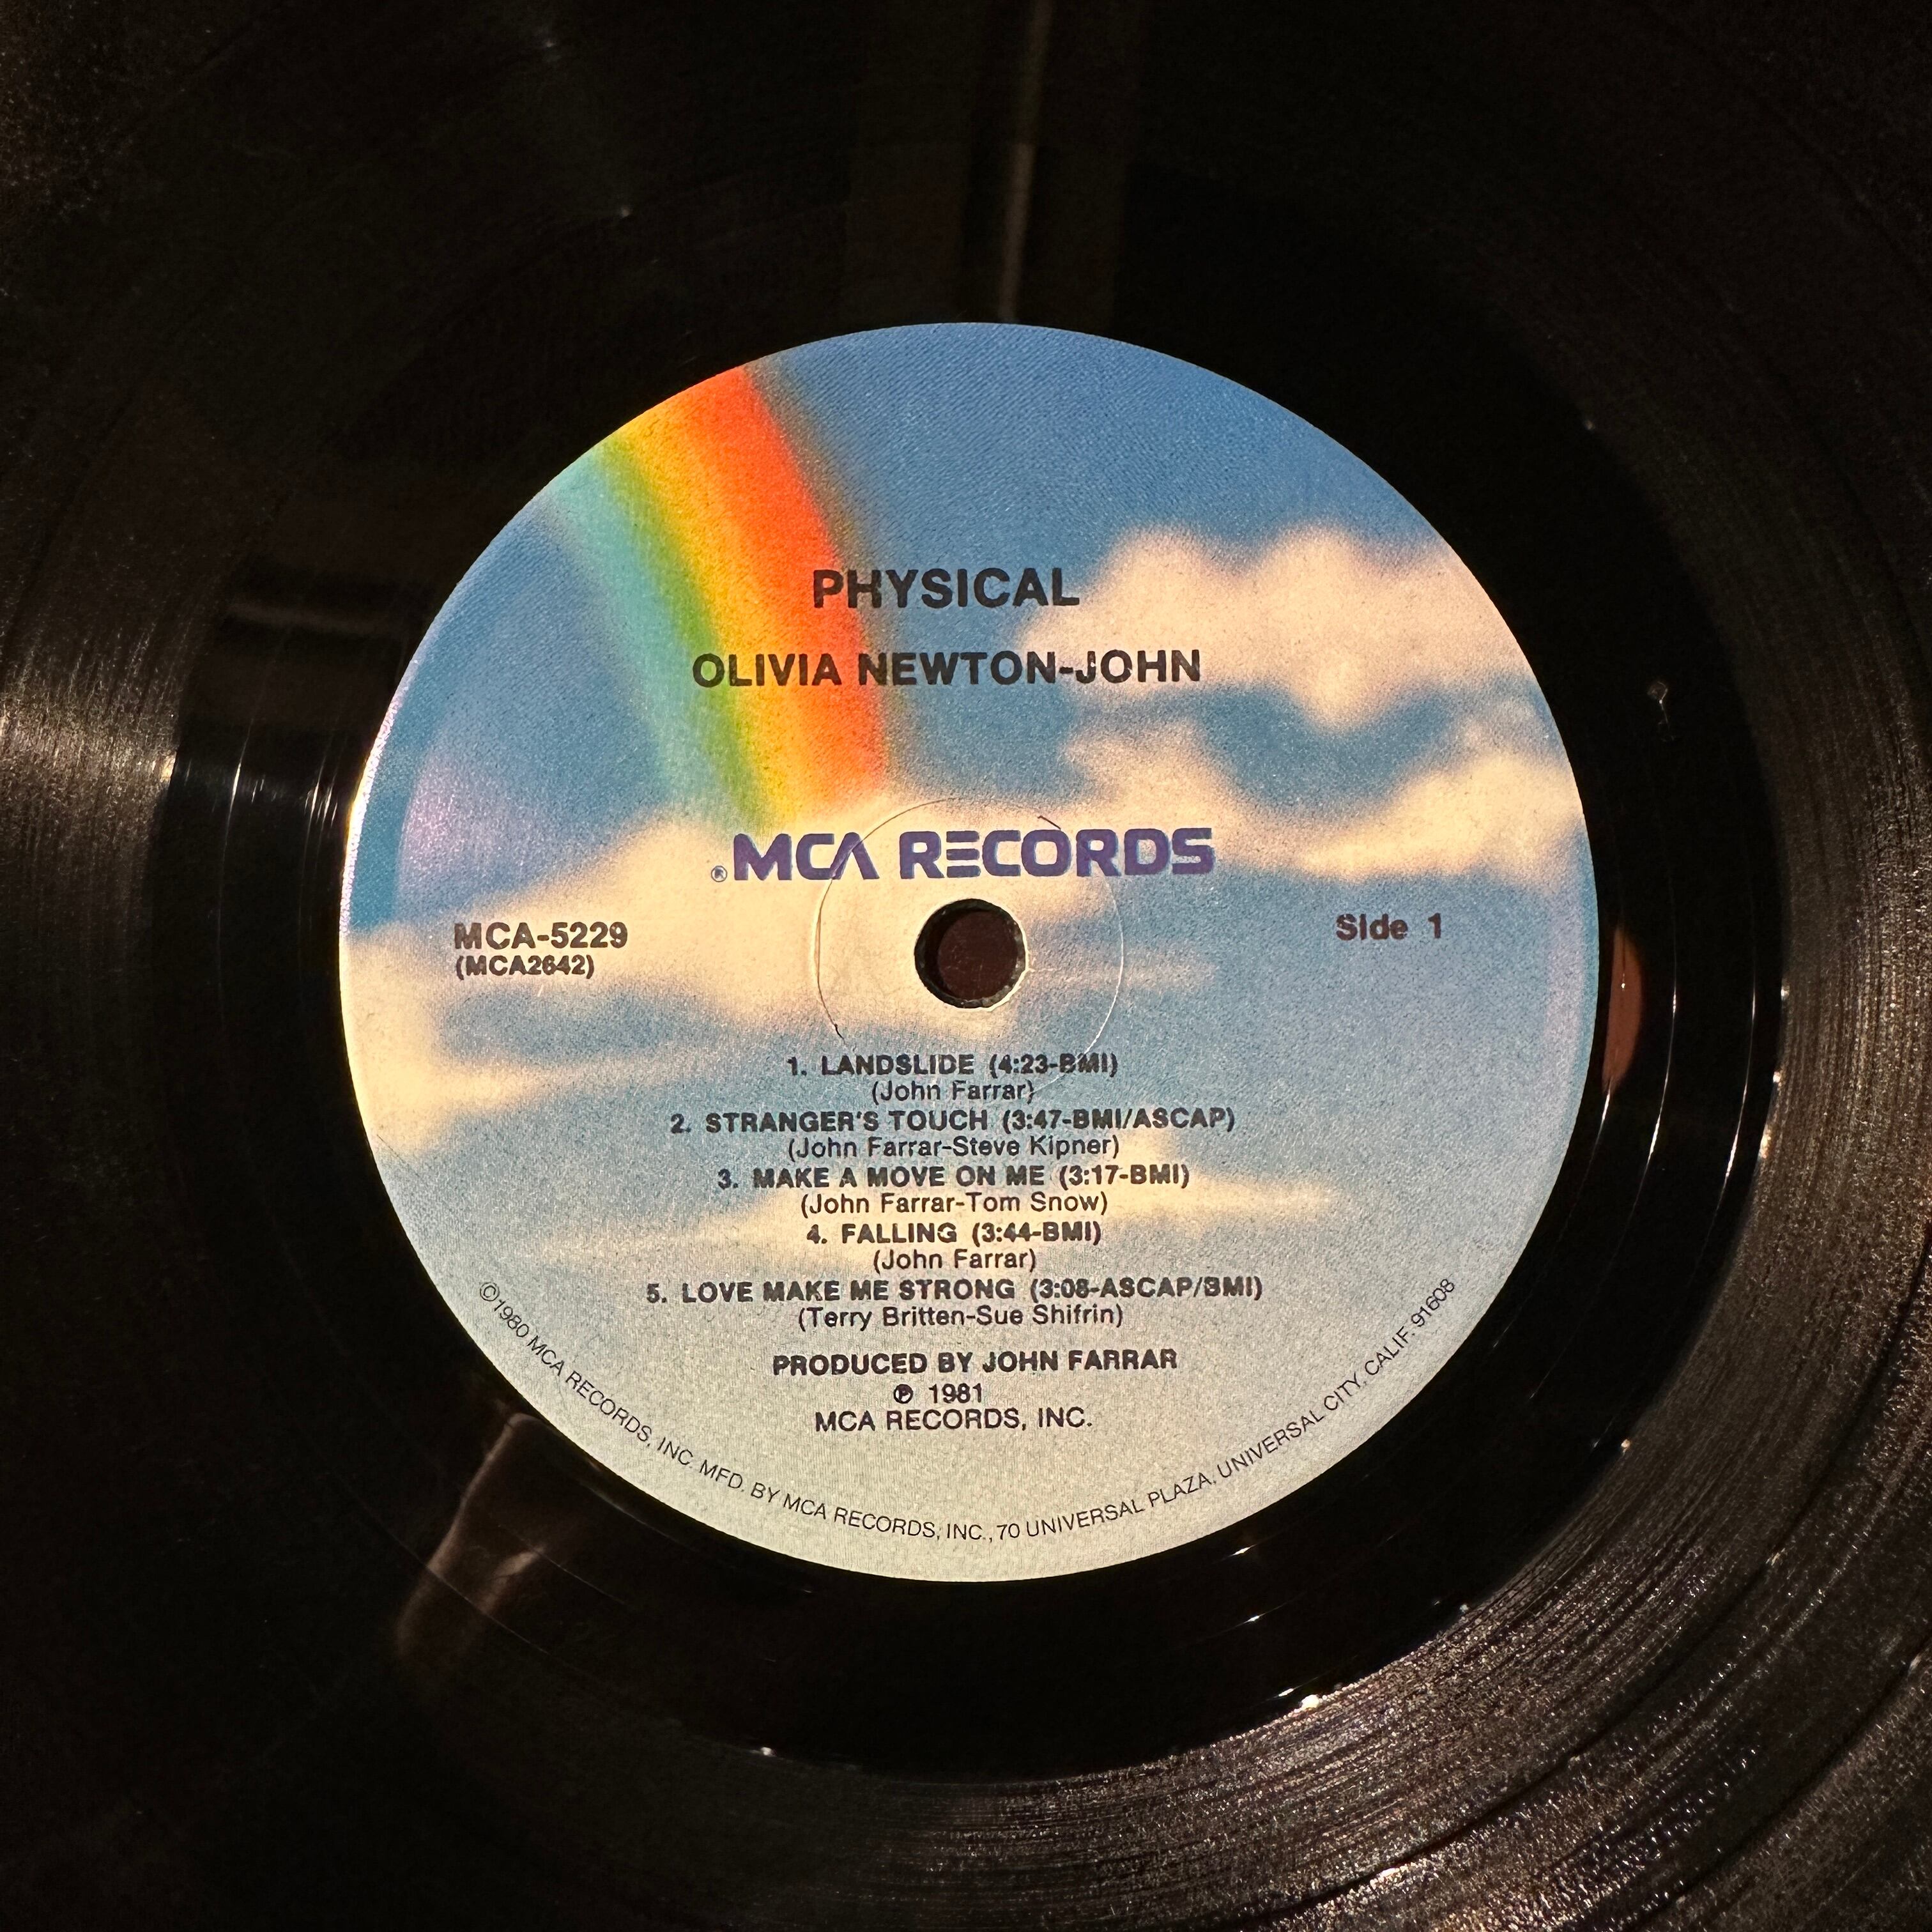 PHYSICAL
OLIVIA NEWTON-JOHN
® MCA RECORDS
MCA-5229
(MCA2642)
Side 1
1. LANDSLIDE (4:23-BMI)
(John Farrar)
2. STRANGER'S TOUCH (3:47-BMI/ASCAP)
(John Farrar-Steve Kipner)
3. MAKE A MOVE ON ME (3:17-BMI)
(John Farrar-Tom Snow)
4. FALLING (3:44-BMI)
(John Farrar)
5. LOVE MAKE ME STRONG (3:08-ASCAP/BMI)
(Terry Britten-Sue Shifrin)
PRODUCED BY JOHN FARRAR
℗ 1981
MCA RECORDS, INC.
©1980 MCA RECORDS, INC. MFD. BY MCA RECORDS, INC., 70 UNIVERSAL PLAZA, UNIVERSAL CITY, CALIF. 91608